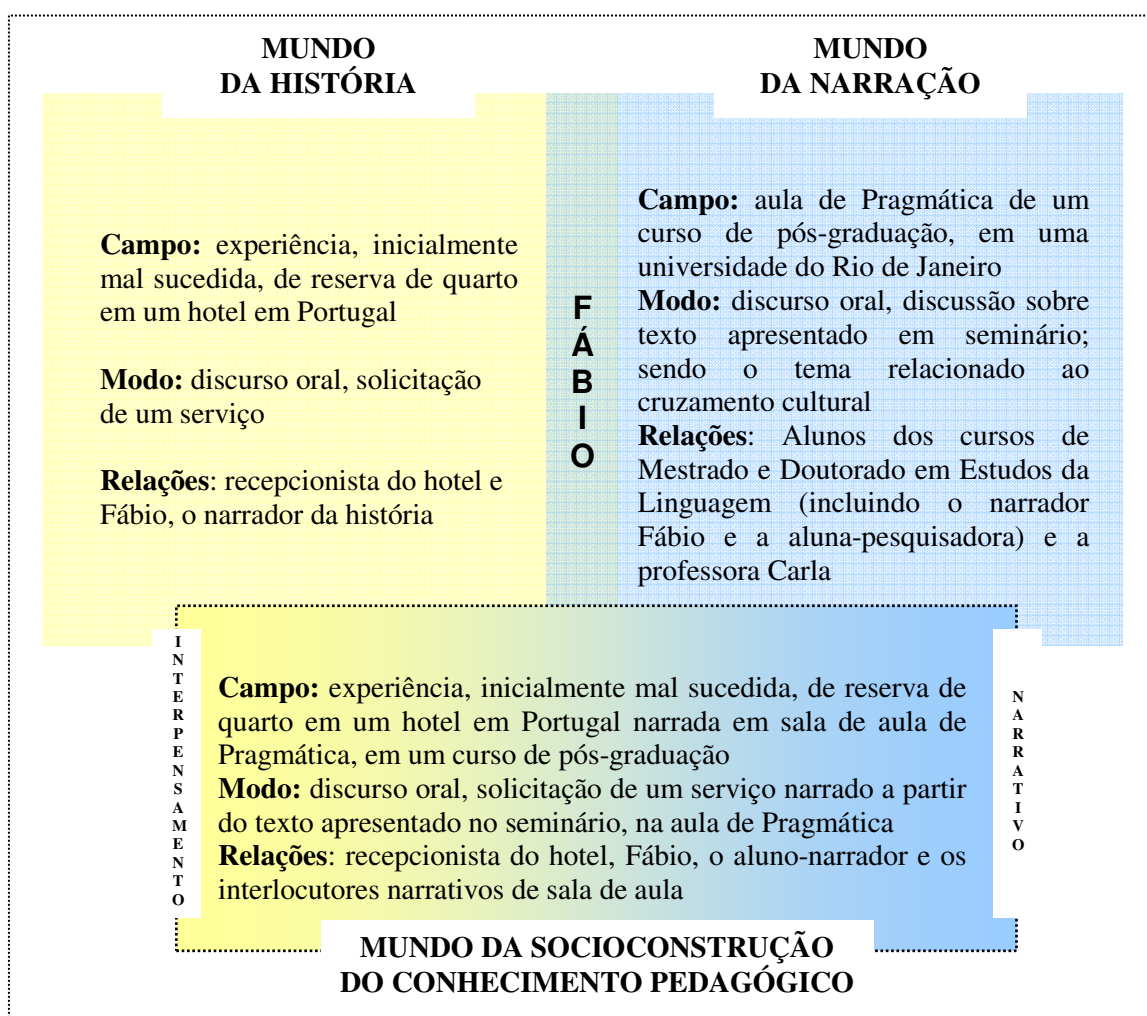 MUNDO
DA HISTÓRIA
Campo: experiência, inicialmente
mal sucedida, de reserva de quarto
em um hotel em Portugal
Modo: discurso oral, solicitação
de um serviço
Relações: recepcionista do hotel e
Fábio, o narrador da história
FÁBIO
MUNDO
DA NARRAÇÃO
Campo: aula de Pragmática de um
curso de pós-graduação, em uma
universidade do Rio de Janeiro
Modo: discurso oral, discussão sobre
texto apresentado em seminário;
sendo o tema relacionado ao
cruzamento cultural
Relações: Alunos dos cursos de
Mestrado e Doutorado em Estudos da
Linguagem (incluindo o narrador
Fábio e a aluna-pesquisadora) e a
professora Carla
INTERPENSAMENTO
Campo: experiência, inicialmente mal sucedida, de reserva de
quarto em um hotel em Portugal narrada em sala de aula de
Pragmática, em um curso de pós-graduação
Modo: discurso oral, solicitação de um serviço narrado a partir
do texto apresentado no seminário, na aula de Pragmática
Relações: recepcionista do hotel, Fábio, o aluno-narrador e os
interlocutores narrativos de sala de aula
NARRATIVO
MUNDO DA SOCIOCONSTRUÇÃO
DO CONHECIMENTO PEDAGÓGICO